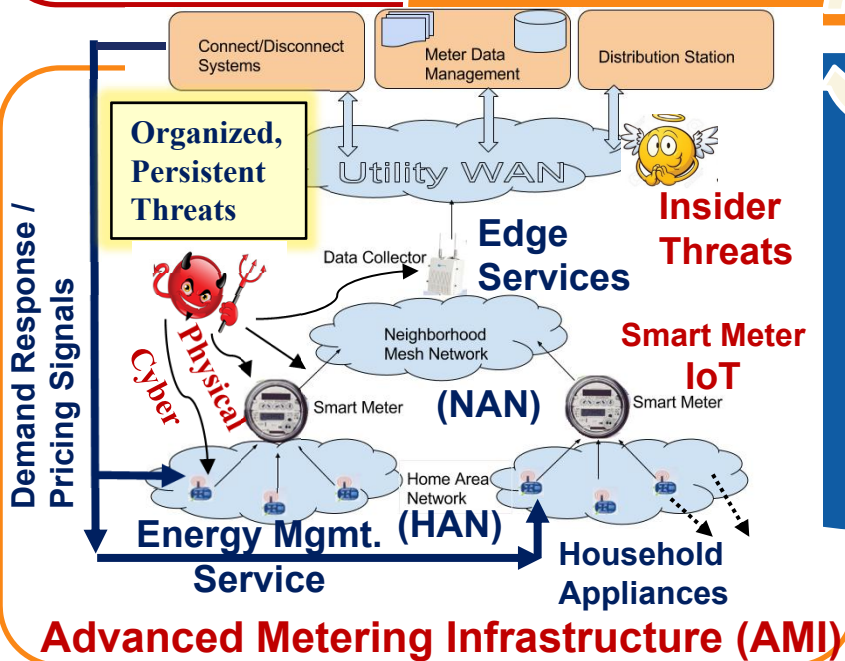 Connect/Disconnect
Systems
Meter Data
Management
Distribution Station
Organized,
Persistent
Threats
Utility WAN
Insider
Threats
Data Collector
Edge
Services
Demand Response /
Pricing Signals
Cyber
Physical
Neighborhood
Mesh Network
Smart Meter
IoT
Smart Meter
(NAN)
Smart Meter
Home Area
Network
(HAN)
Energy Mgmt.
Service
Household
Appliances
Advanced Metering Infrastructure (AMI)